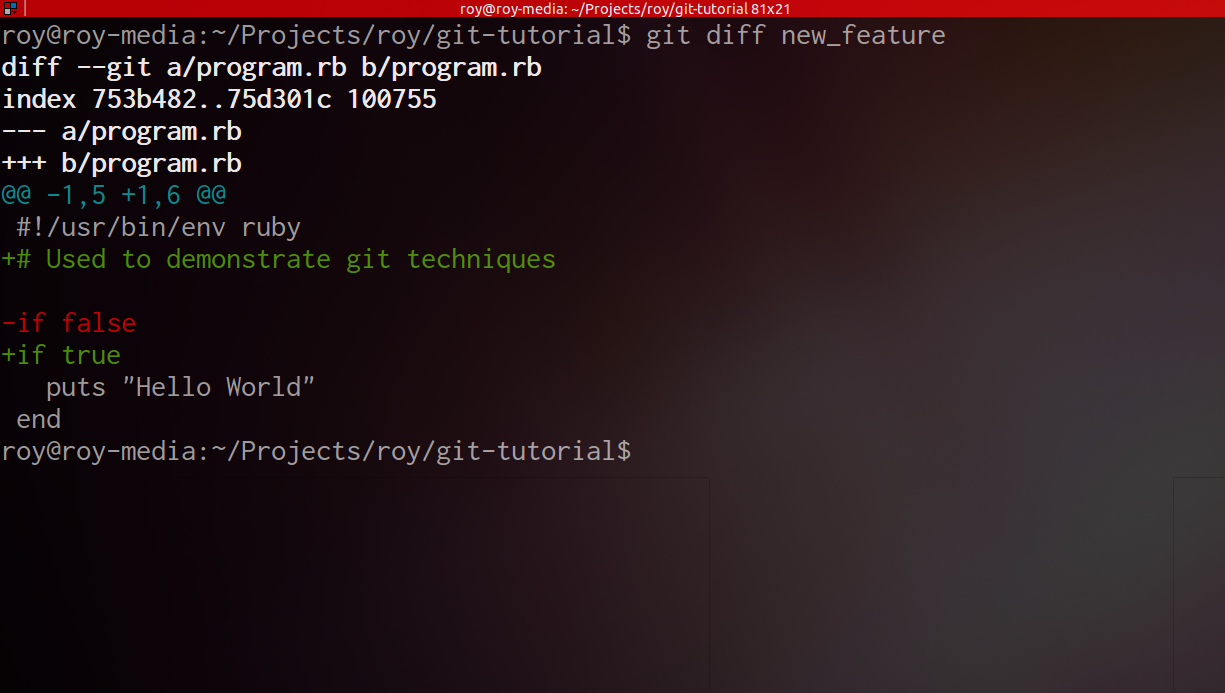 roy@roy-media: ~/Projects/roy/git-tutorial 81x21
roy@roy-media:~/Projects/roy/git-tutorial$ git diff new_feature
diff --git a/program.rb b/program.rb
index 753b482..75d301c 100755
--- a/program.rb
+++ b/program.rb
@@ -1,5 +1,6 @@
 #!/usr/bin/env ruby
+# Used to demonstrate git techniques

-if false
+if true
   puts "Hello World"
 end
roy@roy-media:~/Projects/roy/git-tutorial$